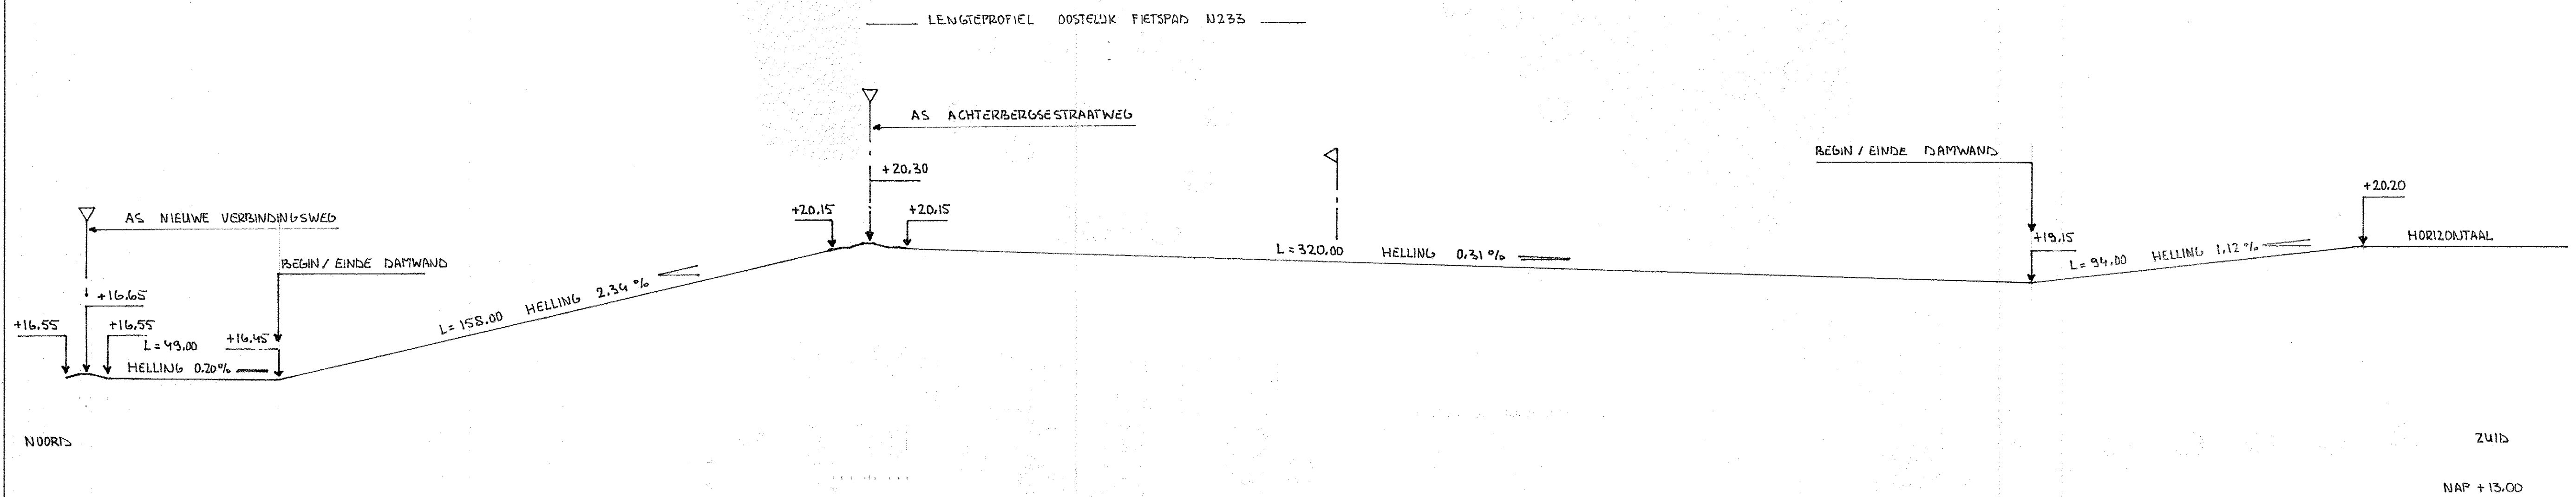 LENGTEPROFIEL OOSTELIJK FIETSPAD N233
AS ACHTERBERGSESTRAATWEG
+20.30
+20.15
+20.15
AS NIEUWE VERBINDINGSWEG
BEGIN / EINDE DAMWAND
+16.65
+16.55
+16.55
L = 49.00
+16.45
HELLING 0.20%
L = 158.00 HELLING 2.34 %
L = 320.00 HELLING 0,31 %
BEGIN / EINDE DAMWAND
+19.15
L = 94.00 HELLING 1,12 %
+20.20
HORIZONTAAL
NOORD
ZUID
NAP + 13.00